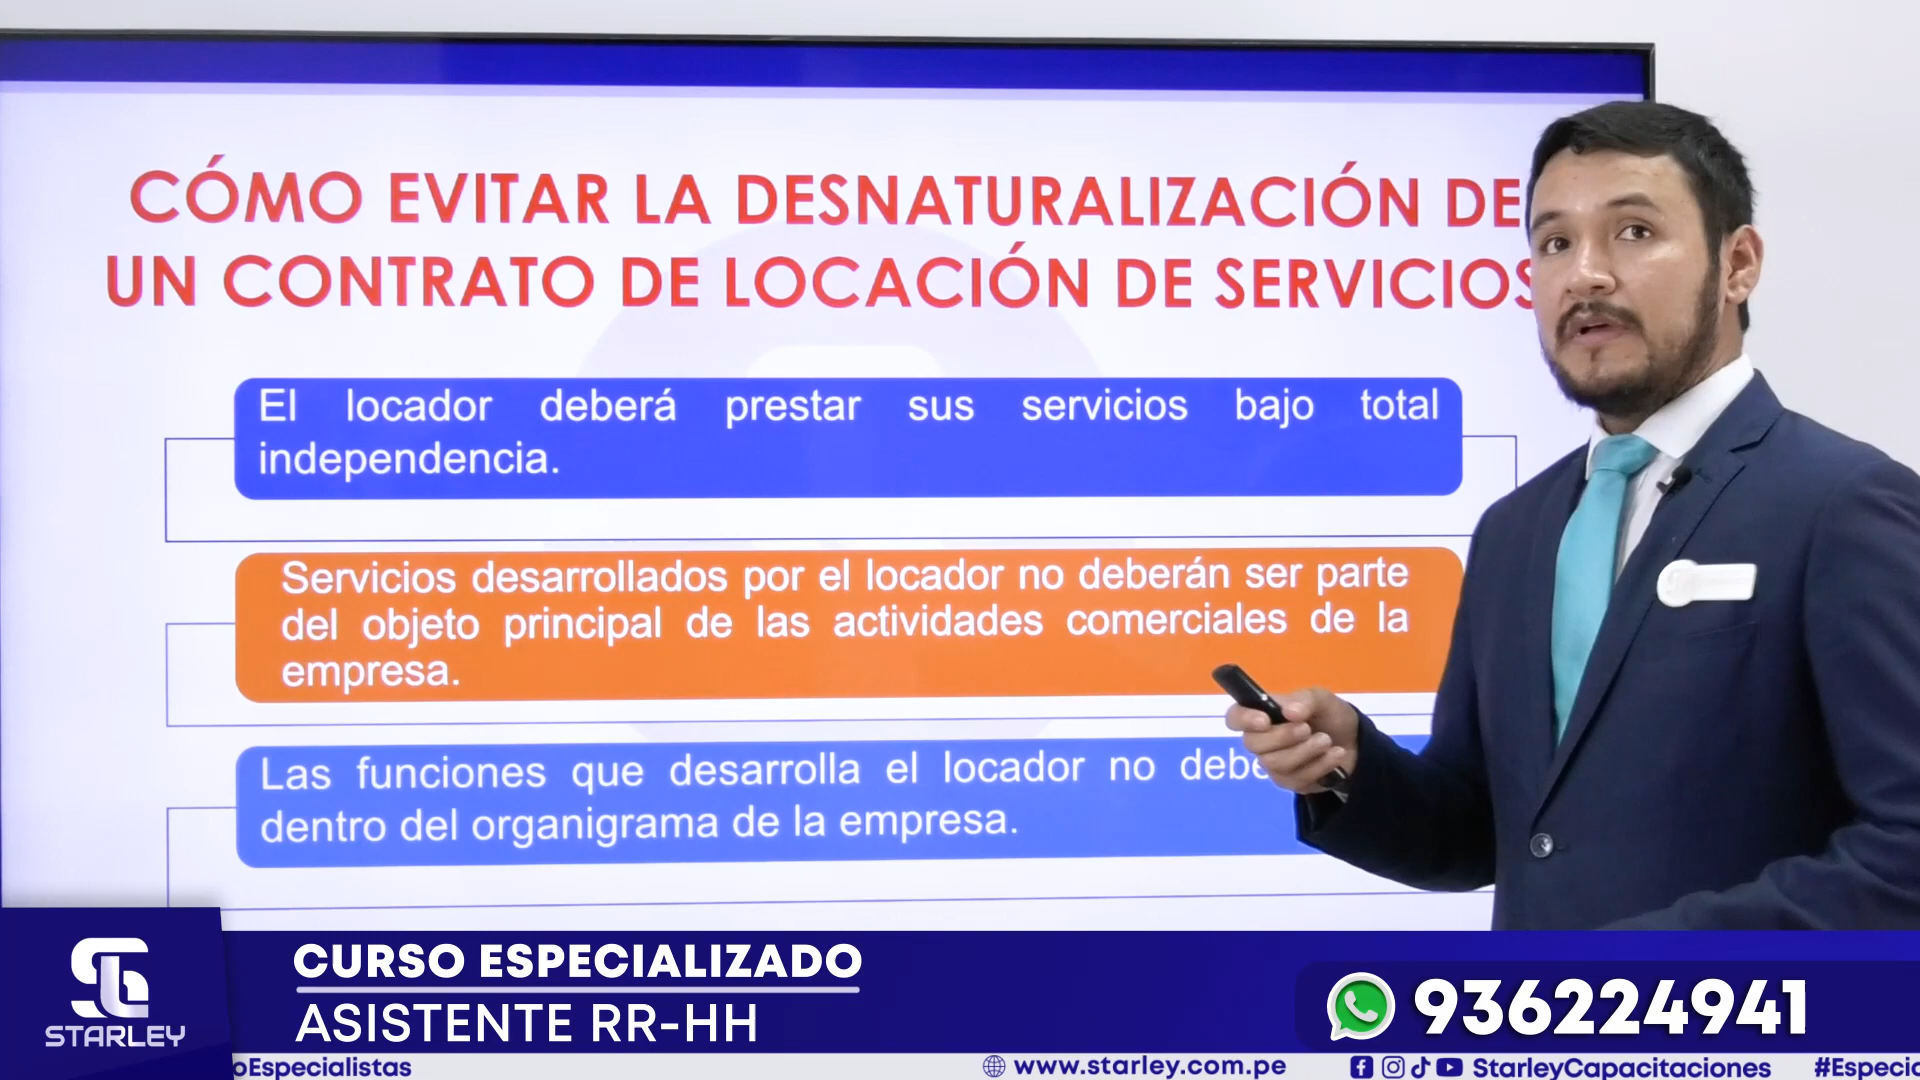 CÓMO EVITAR LA DESNATURALIZACIÓN DE
UN CONTRATO DE LOCACIÓN DE SERVICIOS
El locador deberá prestar sus servicios bajo total
independencia.
Servicios desarrollados por el locador no deberán ser parte
del objeto principal de las actividades comerciales de la
empresa.
Las funciones que desarrolla el locador no
dentro del organigrama de la empresa.
STARLEY
CURSO ESPECIALIZADO
ASISTENTE RR-HH
936224941
oEspecialistas
www.starley.com.pe
StarleyCapacitaciones
#Especia